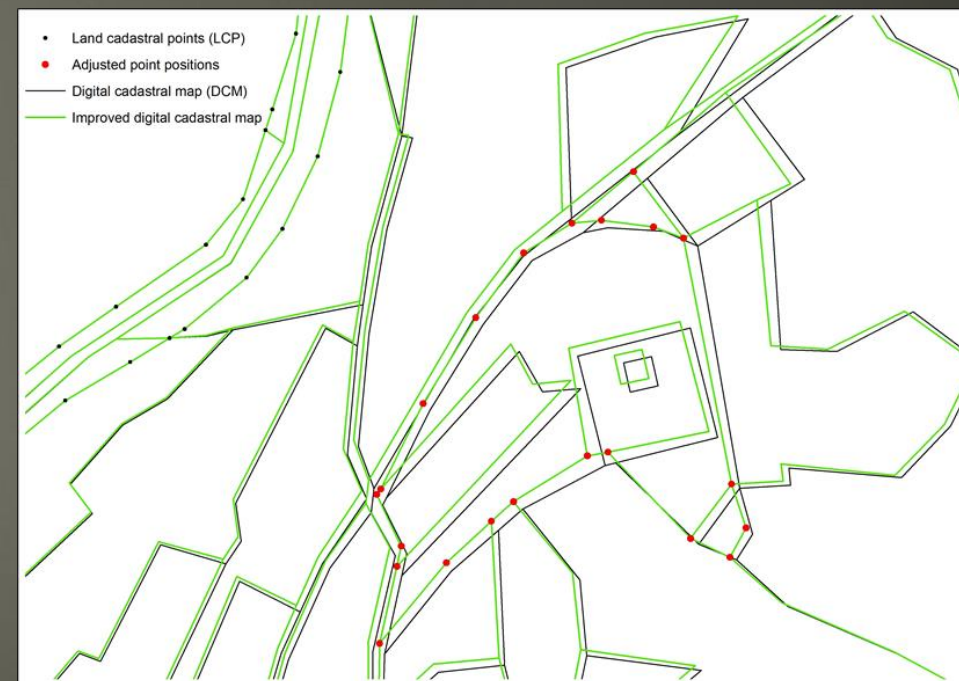 Land cadastral points (LCP)
Adjusted point positions
Digital cadastral map (DCM)
Improved digital cadastral map